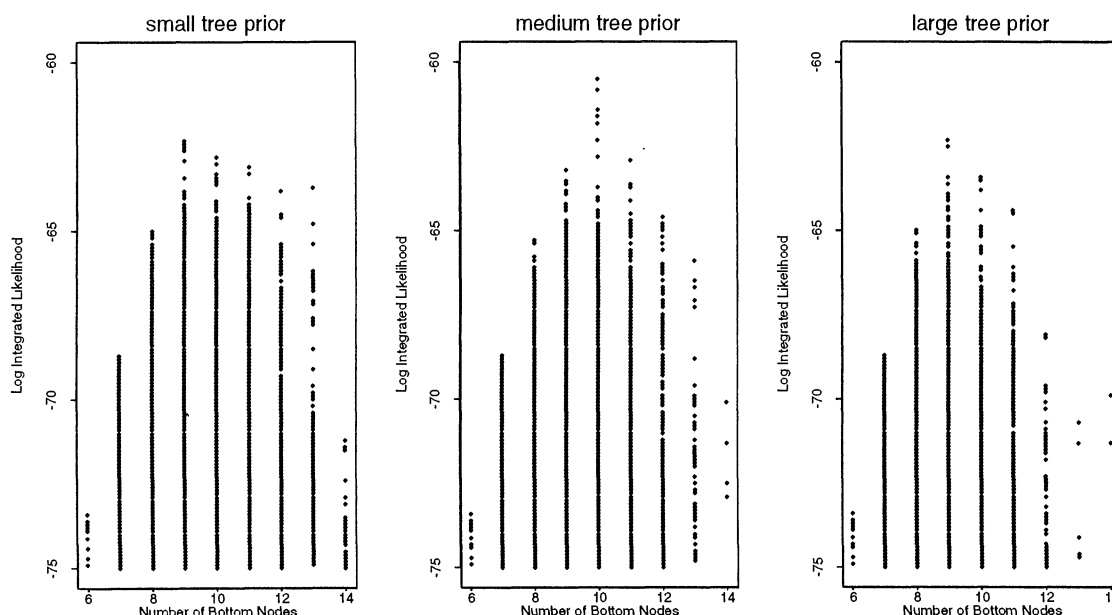 small tree prior
-60
-65
-70
-75
Log Integrated Likelihood
6 8 10 12 14
Number of Bottom Nodes
medium tree prior
-60
-65
-70
-75
Log Integrated Likelihood
6 8 10 12 14
Number of Bottom Nodes
large tree prior
-60
-65
-70
-75
Log Integrated Likelihood
6 8 10 12
Number of Bottom Nodes